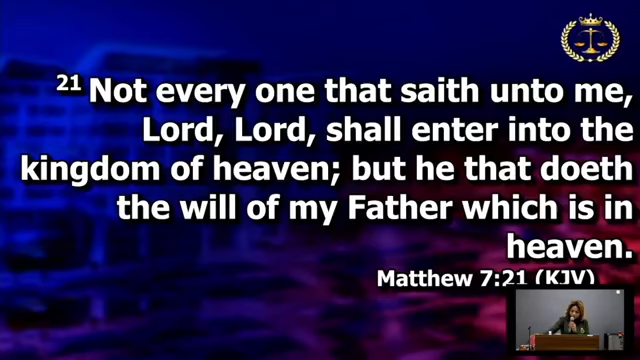 21 Not every one that saith unto me,
Lord, Lord, shall enter into the
kingdom of heaven; but he that doeth
the will of my Father which is in
heaven.
Matthew 7:21 (KJV)